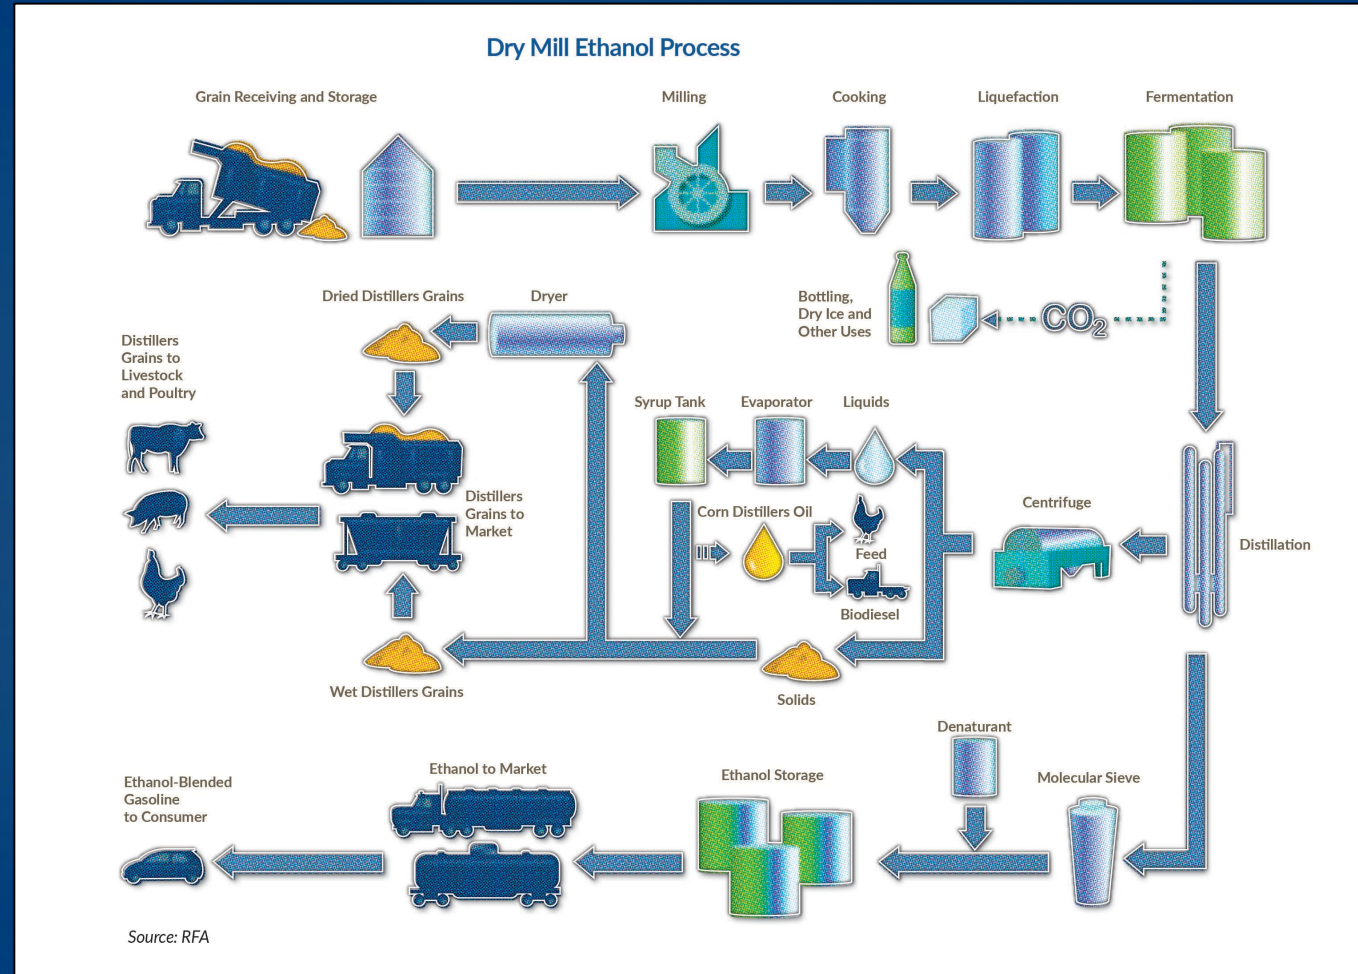 Dry Mill Ethanol Process
Grain Receiving and Storage
Milling
Cooking
Liquefaction
Fermentation
Bottling,
Dry Ice and
Other Uses
CO2
Dried Distillers Grains
Dryer
Distillers
Grains to
Livestock
and Poultry
Syrup Tank
Evaporator
Liquids
Distillers
Grains to
Market
Corn Distillers Oil
Feed
Biodiesel
Centrifuge
Distillation
Wet Distillers Grains
Solids
Denaturant
Molecular Sieve
Ethanol Storage
Ethanol to Market
Ethanol-Blended
Gasoline
to Consumer
Source: RFA